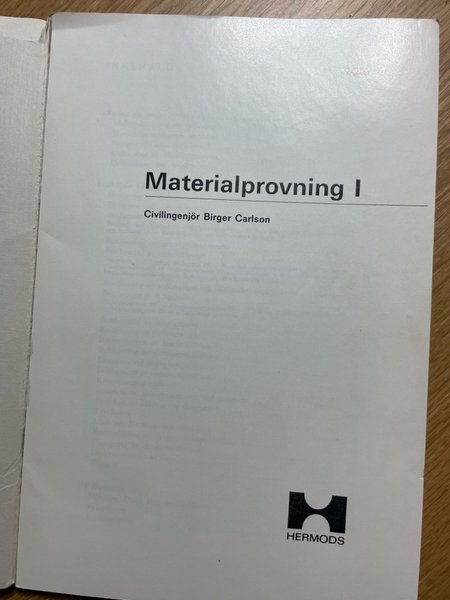 Materialprovning I
Civilingenjör Birger Carlson
HERMODS